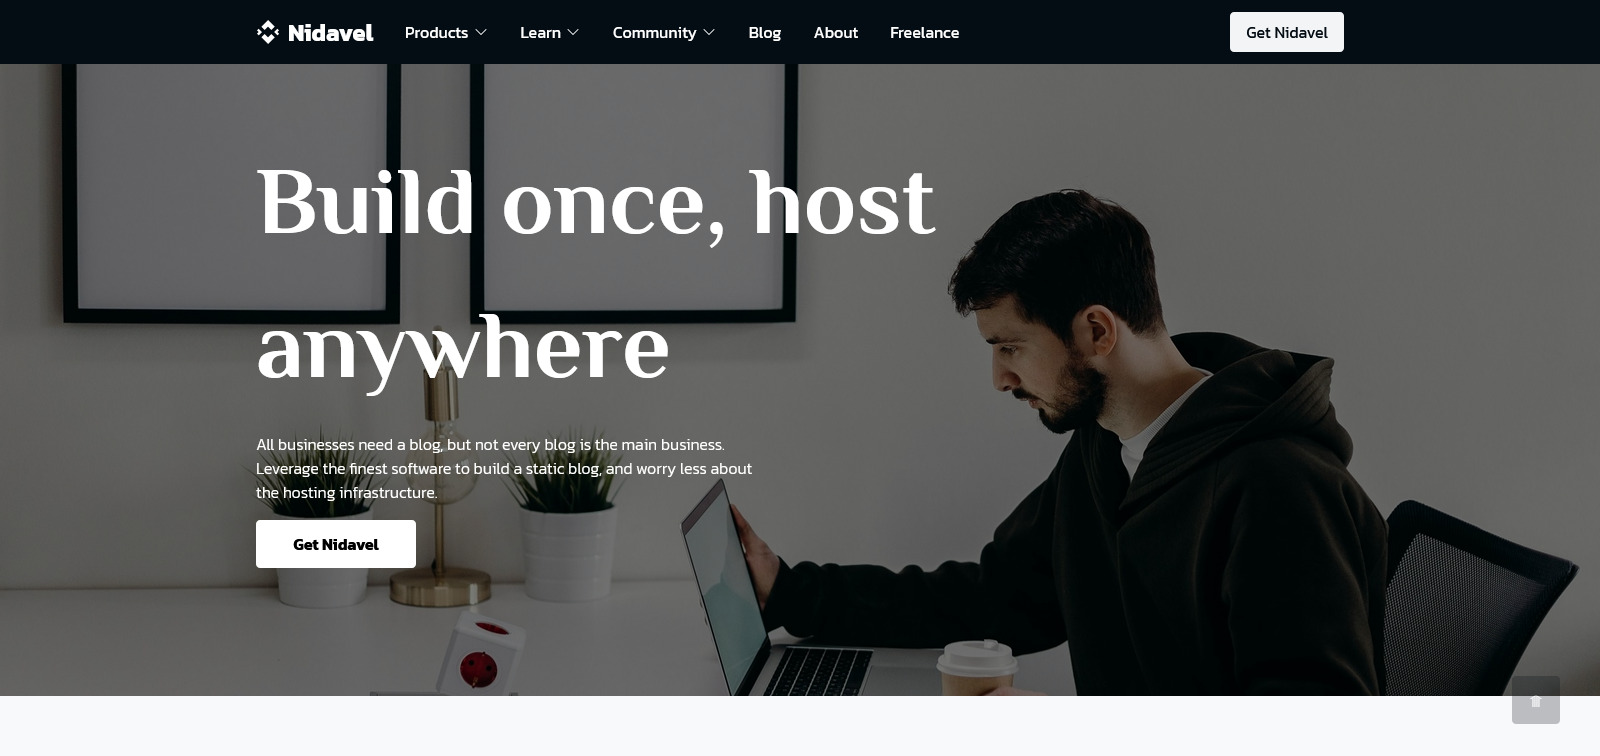 Nidavel
Products
Learn
Community
Blog
About
Freelance
Get Nidavel
Build once, host
anywhere
All businesses need a blog, but not every blog is the main business.
Leverage the finest software to build a static blog, and worry less about
the hosting infrastructure.
Get Nidavel